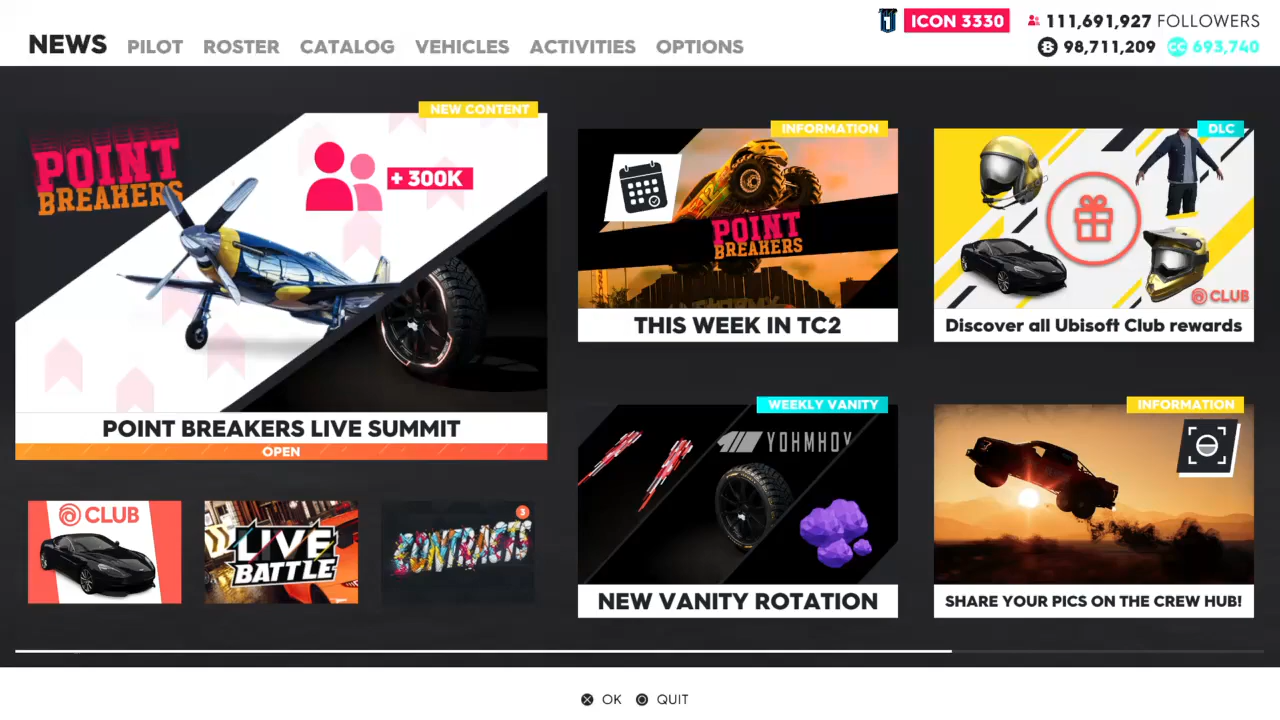 ICON 3330
111,691,927 FOLLOWERS
NEWS PILOT ROSTER CATALOG VEHICLES ACTIVITIES OPTIONS
98,711,209 CC 693,740
NEW CONTENT
POINT
BREAKERS
+ 300K
POINT BREAKERS LIVE SUMMIT
OPEN
INFORMATION
POINT
BREAKERS
THIS WEEK IN TC2
DLC
CLUB
Discover all Ubisoft Club rewards
CLUB
LIVE
BATTLE
CONTRACTS
3
WEEKLY VANITY
YOHMHOY
NEW VANITY ROTATION
INFORMATION
SHARE YOUR PICS ON THE CREW HUB!
OK QUIT